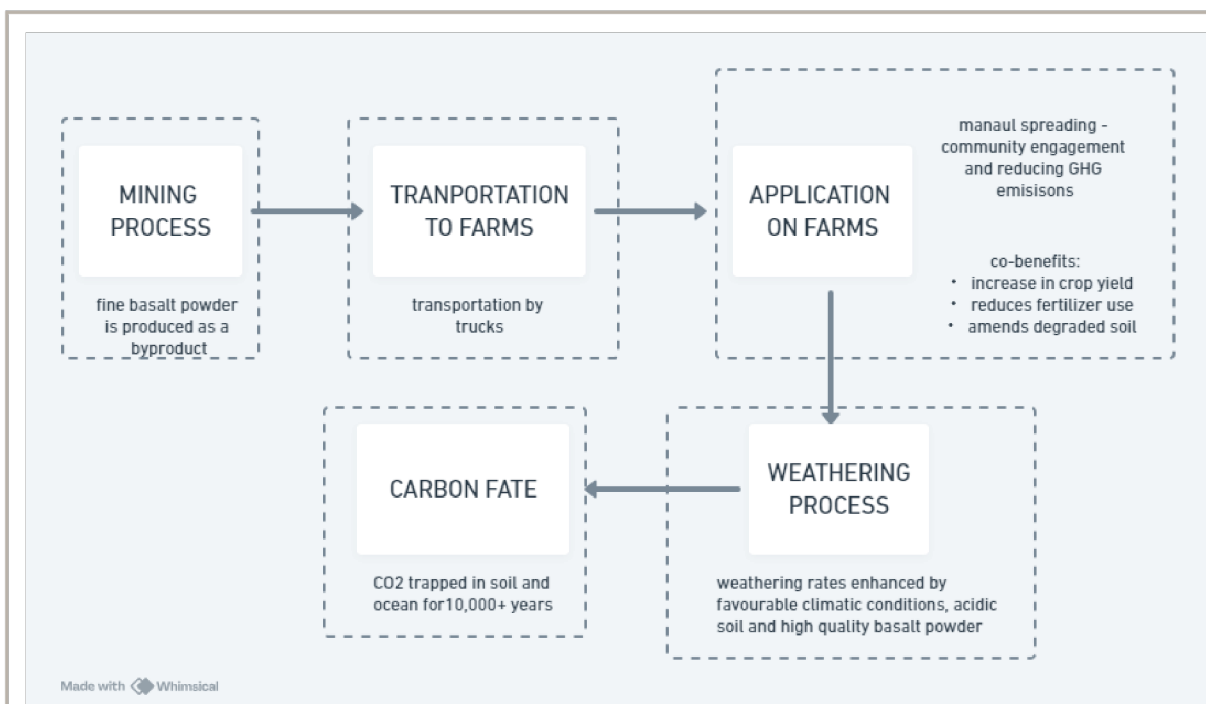 MINING
PROCESS
fine basalt powder
is produced as a
byproduct
TRANPORTATION
TO FARMS
transportation by
trucks
APPLICATION
ON FARMS
manaul spreading -
community engagement
and reducing GHG
emisisons
co-benefits:
• increase in crop yield
• reduces fertilizer use
• amends degraded soil
WEATHERING
PROCESS
weathering rates enhanced by
favourable climatic conditions, acidic
soil and high quality basalt powder
CARBON FATE
CO2 trapped in soil and
ocean for10,000+ years
Made with Whimsical